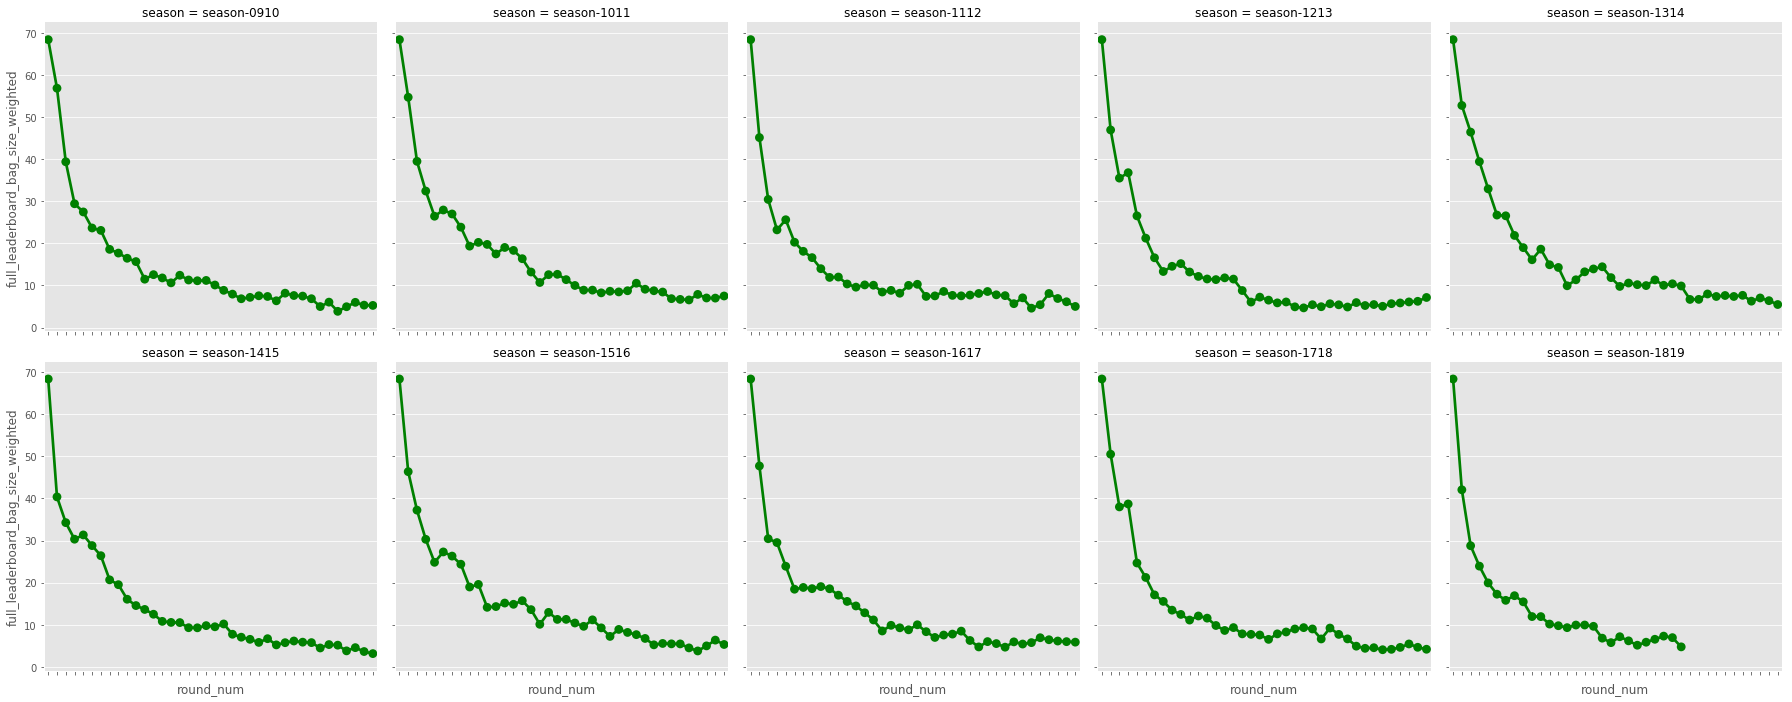 season = season-0910
season = season-1011
season = season-1112
season = season-1213
season = season-1314
full_leaderboard_bag_size_weighted
70
60
50
40
30
20
10
0
season = season-1415
season = season-1516
season = season-1617
season = season-1718
season = season-1819
full_leaderboard_bag_size_weighted
70
60
50
40
30
20
10
0
round_num
round_num
round_num
round_num
round_num